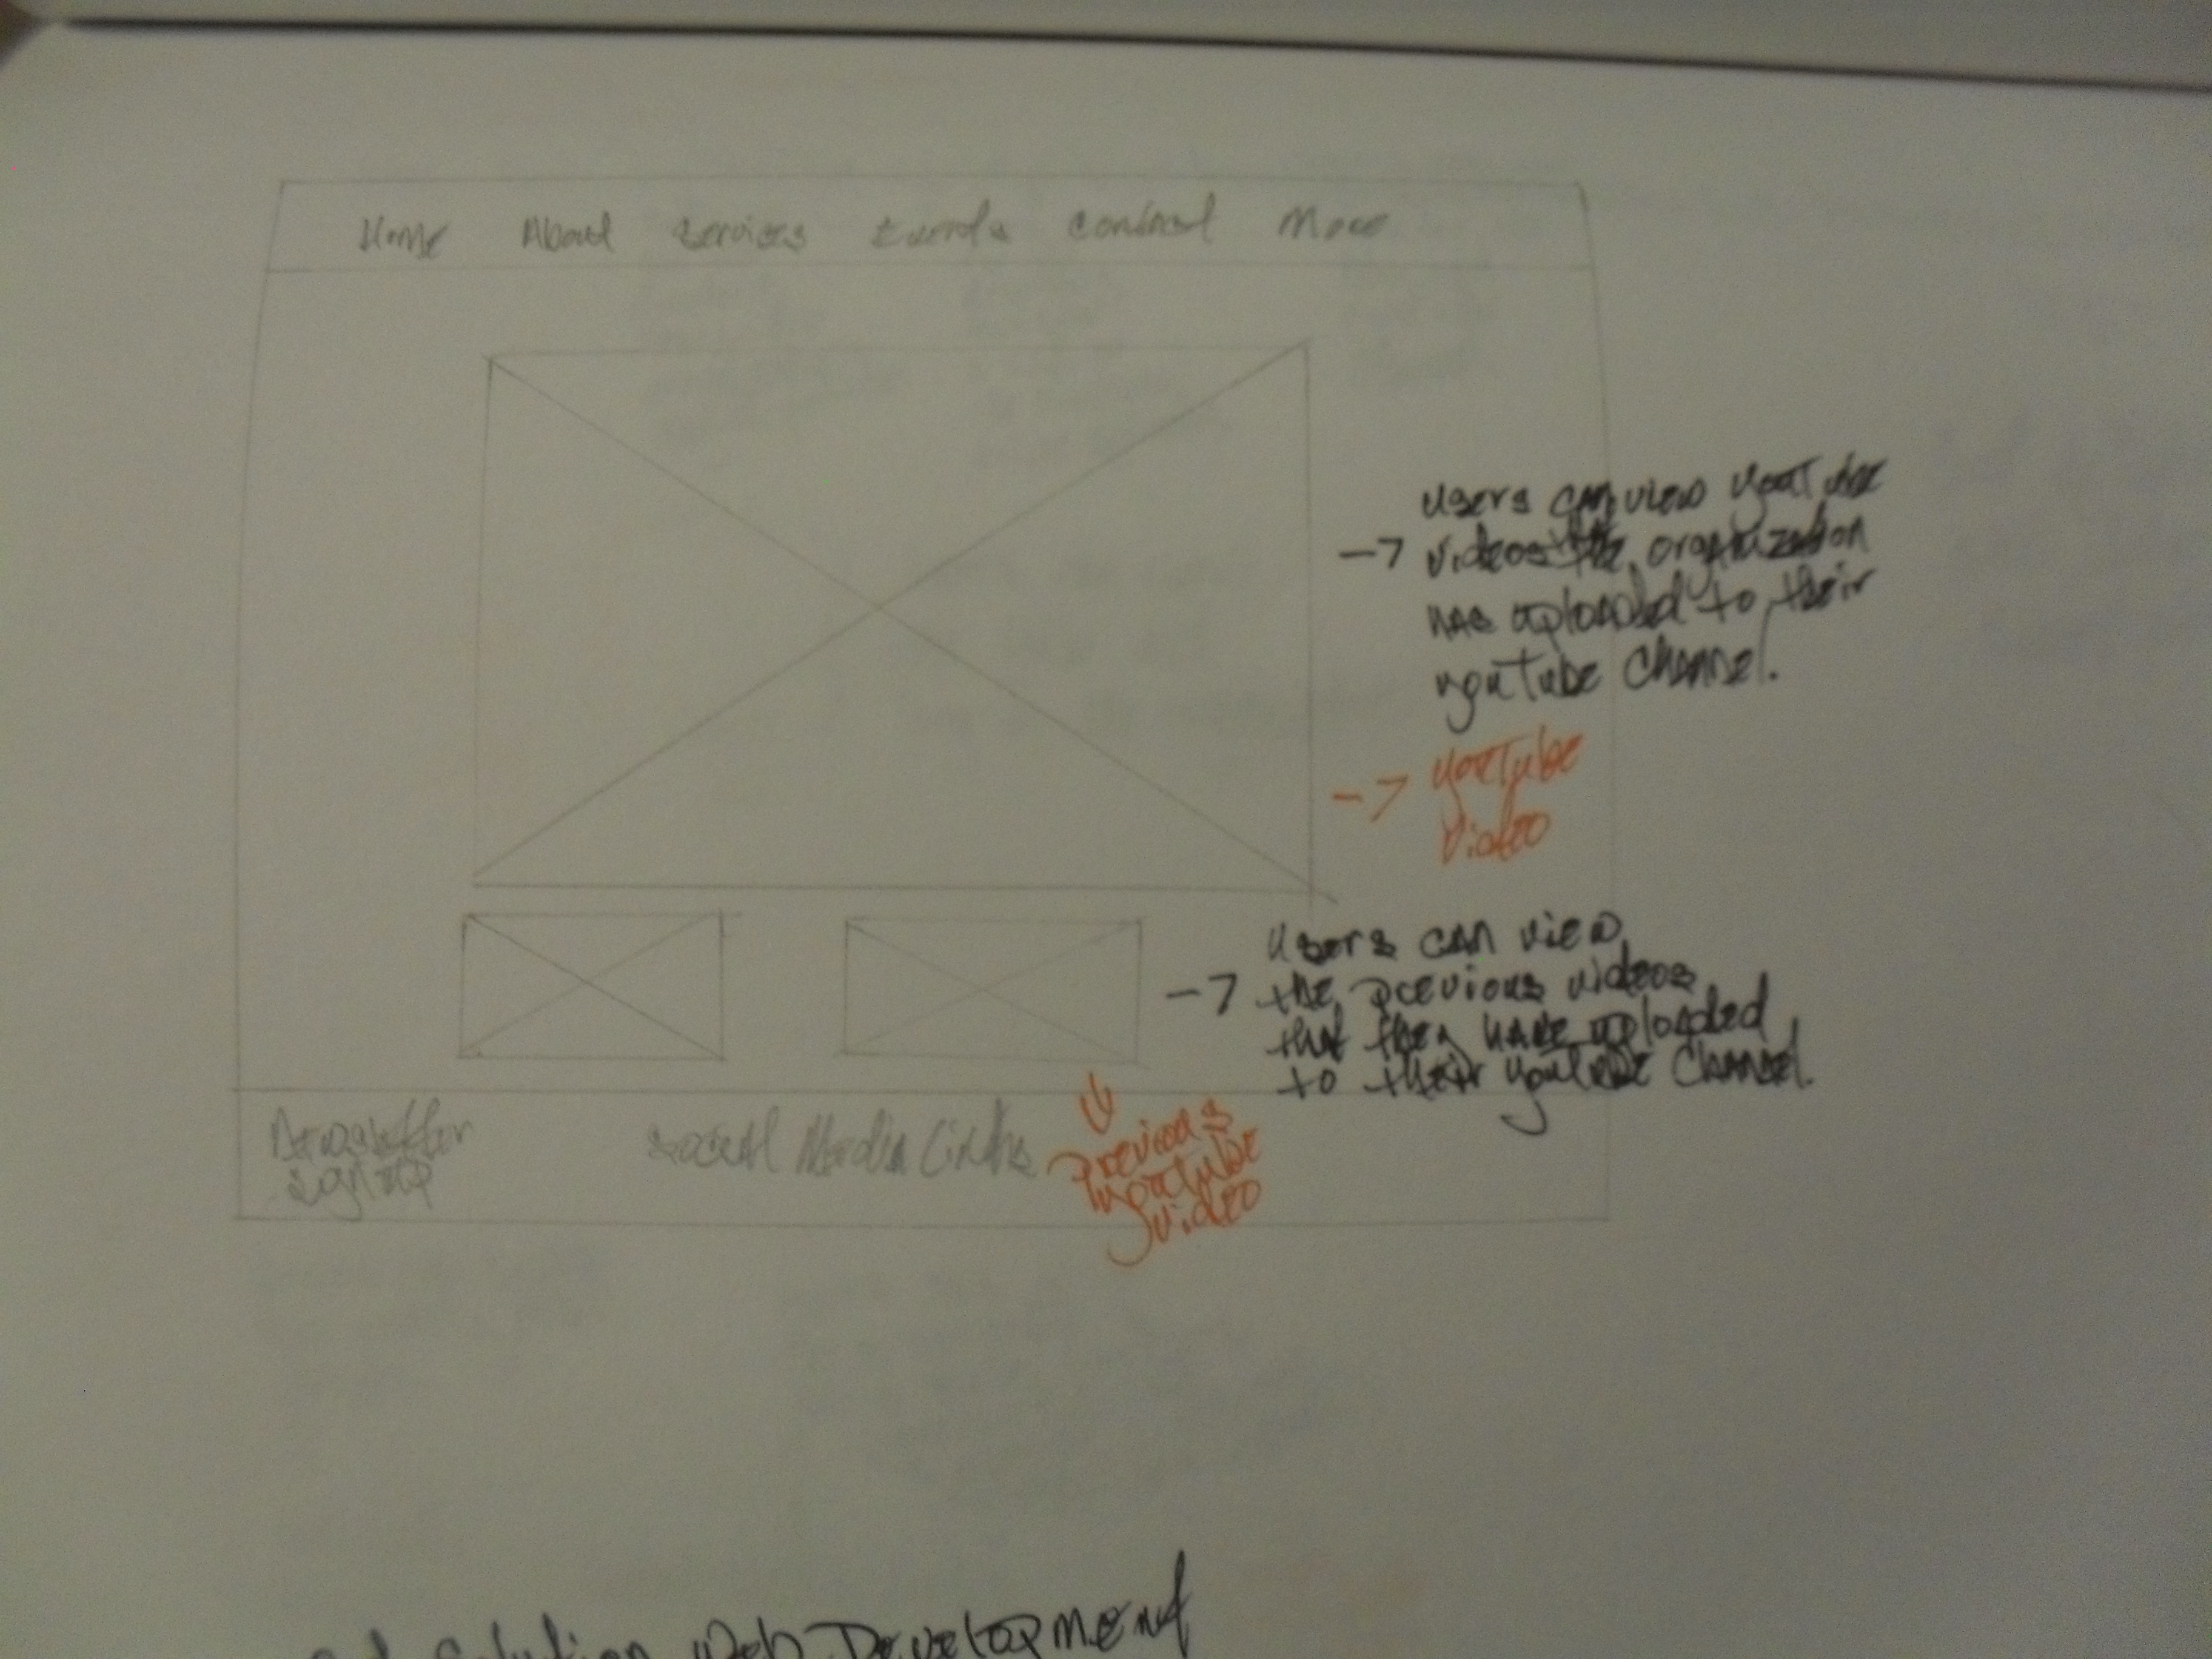 Home About Services Events Contact More
Users can view YouTube
-> videos the organization
has uploaded to their
YouTube channel.
-> YouTube
Video
Users can view
-> the previous videos
that they have uploaded
to their YouTube channel.
Newsletter
Sign up
Social Media Links
Previous
YouTube
Video
Solution Web Development